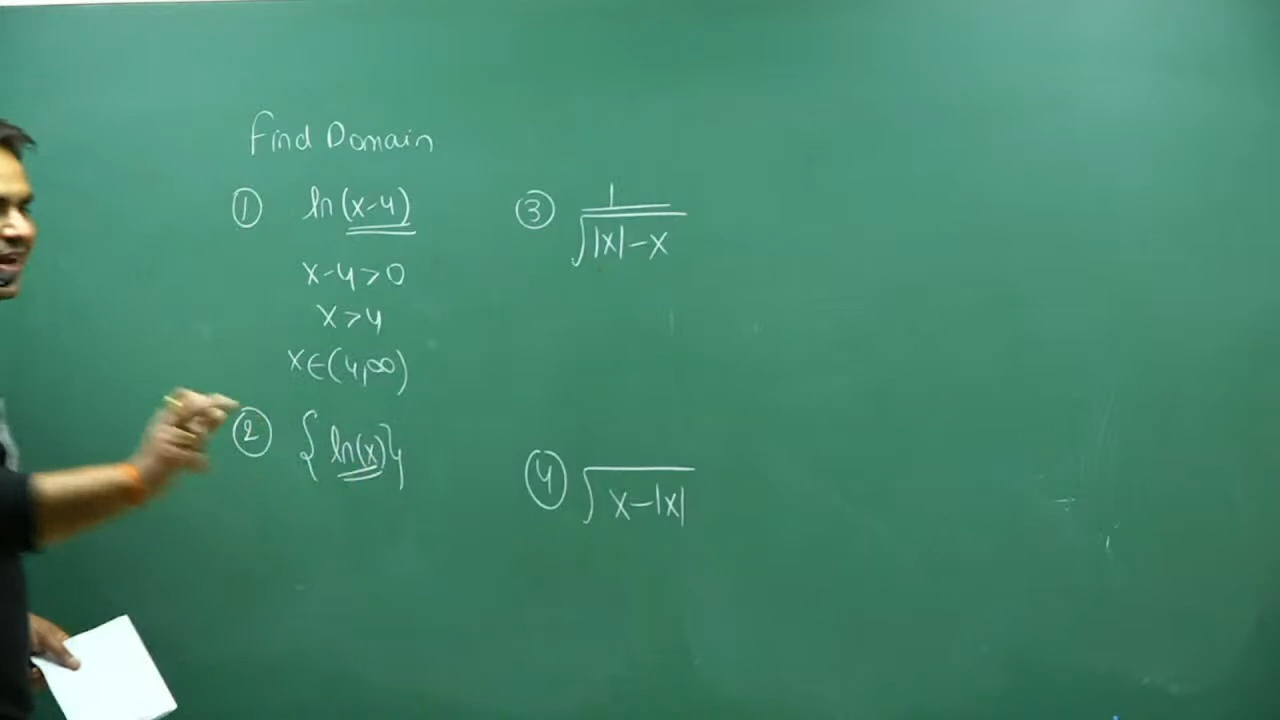 Find Domain
① ln(x-4)
x-4>0
x>4
x∈(4,∞)
② {ln(x)}
③ 1/√(|x|-x)
④ √(x-|x|)